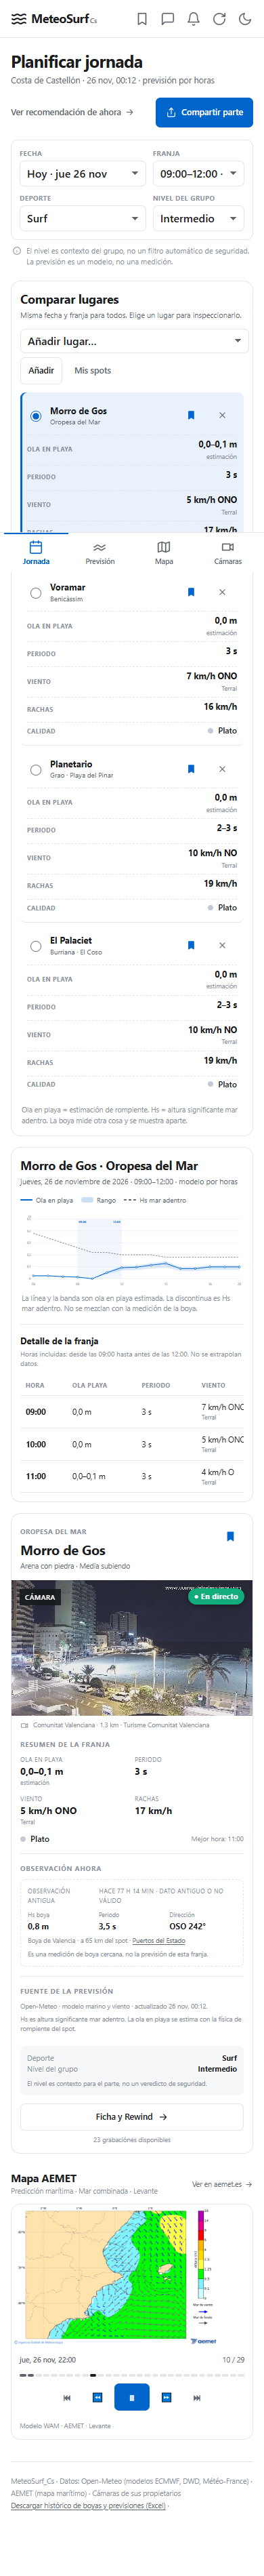 MeteoSurf_Cs
Planificar jornada
Costa de Castellón · 26 nov, 00:12 · previsión por horas
Ver recomendación de ahora →
Compartir parte
FECHA
FRANJA
Hoy · jue 26 nov
09:00–12:00 ·
DEPORTE
NIVEL DEL GRUPO
Surf
Intermedio
El nivel es contexto del grupo, no un filtro automático de seguridad.
La previsión es un modelo, no una medición.
Comparar lugares
Misma fecha y franja para todos. Elige un lugar para inspeccionarlo.
Añadir lugar...
Añadir
Mis spots
Morro de Gos
Oropesa del Mar
OLA EN PLAYA
0,0–0,1 m
estimación
PERIODO
3 s
VIENTO
5 km/h ONO
Terral
RACHAS
17 km/h
Jornada
Previsión
Mapa
Cámaras
Voramar
Benicàssim
OLA EN PLAYA
0,0 m
estimación
PERIODO
3 s
VIENTO
7 km/h ONO
Terral
RACHAS
16 km/h
CALIDAD
Plato
Planetario
Grao · Playa del Pinar
OLA EN PLAYA
0,0 m
estimación
PERIODO
2–3 s
VIENTO
10 km/h NO
Terral
RACHAS
19 km/h
CALIDAD
Plato
El Palaciet
Burriana · El Coso
OLA EN PLAYA
0,0 m
estimación
PERIODO
2–3 s
VIENTO
10 km/h NO
Terral
RACHAS
19 km/h
CALIDAD
Plato
Ola en playa = estimación de rompiente. Hs = altura significante mar
adentro. La boya mide otra cosa y se muestra aparte.
Morro de Gos · Oropesa del Mar
jueves, 26 de noviembre de 2026 · 09:00–12:00 · modelo por horas
Ola en playa
Rango
Hs mar adentro
La línea y la banda son ola en playa estimada. La discontinua es Hs
mar adentro. No se mezclan con la medición de la boya.
Detalle de la franja
Horas incluidas: desde las 09:00 hasta antes de las 12:00. No se extrapolan
datos.
HORA
OLA PLAYA
PERIODO
VIENTO
09:00
0,0 m
3 s
7 km/h ONO
Terral
10:00
0,0 m
3 s
5 km/h ONO
Terral
11:00
0,0–0,1 m
3 s
4 km/h O
Terral
OROPESA DEL MAR
Morro de Gos
Arena con piedra · Media subiendo
CÁMARA
En directo
Comunitat Valenciana · 1.3 km · Turisme Comunitat Valenciana
RESUMEN DE LA FRANJA
OLA EN PLAYA
PERIODO
0,0–0,1 m
3 s
estimación
VIENTO
RACHAS
5 km/h ONO
17 km/h
Terral
Plato
Mejor hora: 11:00
OBSERVACIÓN AHORA
OBSERVACIÓN
ANTIGUA
HACE 77 H 14 MIN · DATO ANTIGUO O NO
VÁLIDO
Hs boya
Periodo
Dirección
0,8 m
3,5 s
OSO 242°
Boya de Valencia · a 65 km del spot · Puertos del Estado
Es una medición de boya cercana, no la previsión de esta franja.
FUENTE DE LA PREVISIÓN
Open-Meteo · modelo marino y viento · actualizado 26 nov, 00:12.
Hs es altura significante mar adentro. La ola en playa se estima con la física de
rompiente del spot.
Deporte
Surf
Nivel del grupo
Intermedio
El nivel es contexto para el parte, no un veredicto de seguridad.
Ficha y Rewind →
23 grabaciones disponibles
Mapa AEMET
Predicción marítima · Mar combinada · Levante
Ver en aemet.es →
aemet
jue, 26 nov, 22:00
10 / 29
Modelo WAM · AEMET · Levante
MeteoSurf_Cs · Datos: Open-Meteo (modelos ECMWF, DWD, Météo-France) ·
AEMET (mapa marítimo) · Cámaras de sus propietarios
Descargar histórico de boyas y previsiones (Excel) ·